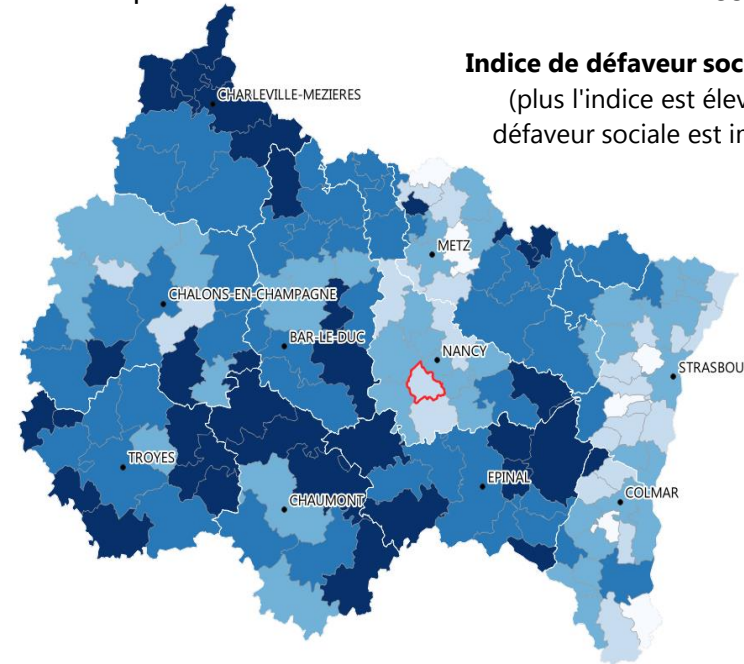 Indice de défaveur soc
(plus l'indice est élev
défaveur sociale est in
CHARLEVILLE-MEZIERES
METZ
CHALONS-EN-CHAMPAGNE
BAR-LE-DUC
NANCY
STRASBOU
TROYES
EPINAL
CHAUMONT
COLMAR